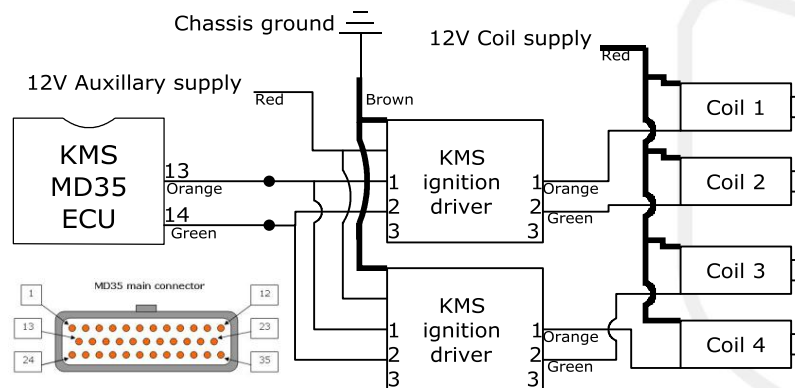 Chassis ground
12V Coil supply
Red
12V Auxillary supply
Red
Brown
Coil 1
KMS
MD35
ECU
13
Orange
14
Green
KMS
ignition
driver
1
2
3
1
Orange
2
Green
3
Coil 2
Coil 3
MD35 main connector
1
12
13
23
24
35
KMS
ignition
driver
1
2
3
1
Orange
2
Green
3
Coil 4